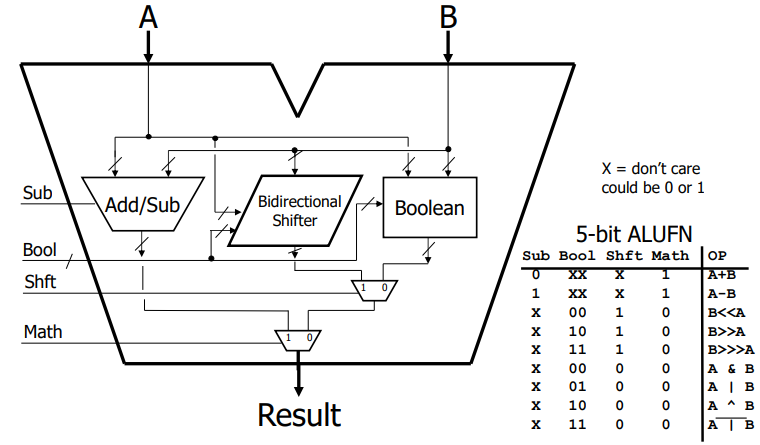 A B
X = don't care
could be 0 or 1
Sub
Add/Sub
Bidirectional
Shifter
Boolean
5-bit ALUFN
Bool
Shft
1 0
Math
1 0
Result
Sub Bool Shft Math OP
0 XX X 1 A+B
1 XX X 1 A-B
X 00 1 0 B<<A
X 10 1 0 B>>A
X 11 1 0 B>>>A
X 00 0 0 A & B
X 01 0 0 A | B
X 10 0 0 A ^ B
X 11 0 0 A | B